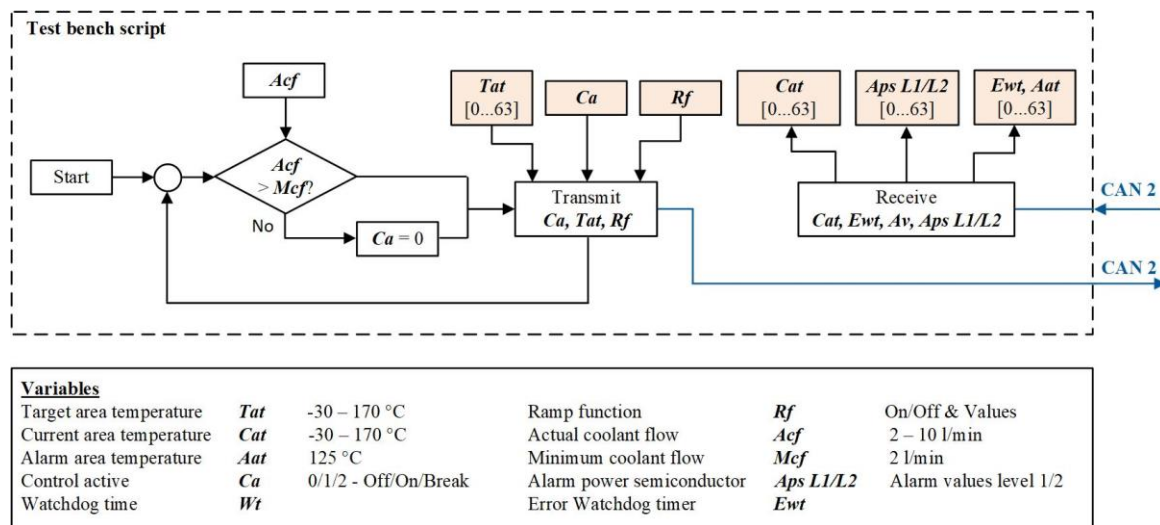 Test bench script
Acf
Tat
[0...63]
Ca
Rf
Cat
[0...63]
Aps L1/L2
[0...63]
Ewt, Aat
[0...63]
Start
Acf
> Mcf?
No
Ca = 0
Transmit
Ca, Tat, Rf
Receive
Cat, Ewt, Av, Aps L1/L2
CAN 2
CAN 2
Variables
Target area temperature Tat -30 – 170 °C Ramp function Rf On/Off & Values
Current area temperature Cat -30 – 170 °C Actual coolant flow Acf 2 – 10 l/min
Alarm area temperature Aat 125 °C Minimum coolant flow Mcf 2 l/min
Control active Ca 0/1/2 - Off/On/Break Alarm power semiconductor Aps L1/L2 Alarm values level 1/2
Watchdog time Wt Error Watchdog timer Ewt